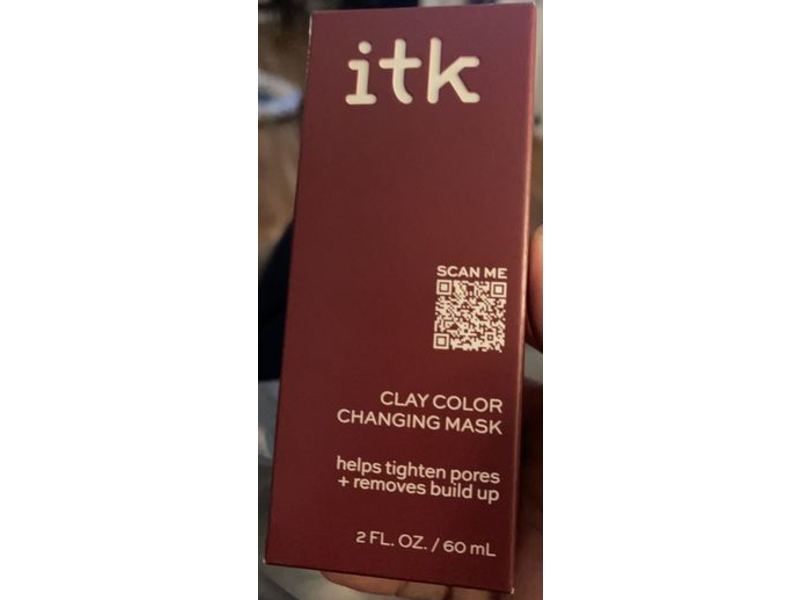 itk
SCAN ME
CLAY COLOR
CHANGING MASK
helps tighten pores
+ removes build up
2 FL. OZ. / 60 mL